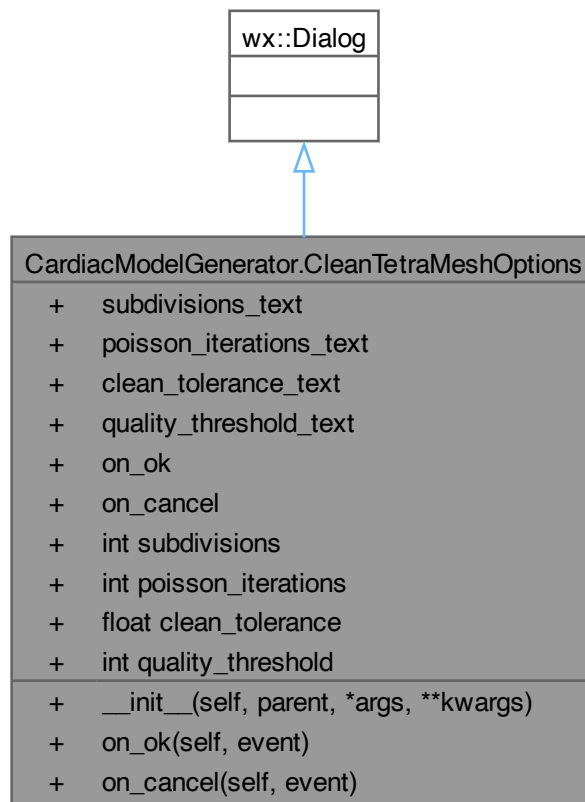 wx::Dialog
CardiacModelGenerator.CleanTetraMeshOptions
+ subdivisions_text
+ poisson_iterations_text
+ clean_tolerance_text
+ quality_threshold_text
+ on_ok
+ on_cancel
+ int subdivisions
+ int poisson_iterations
+ float clean_tolerance
+ int quality_threshold
+ __init__(self, parent, *args, **kwargs)
+ on_ok(self, event)
+ on_cancel(self, event)